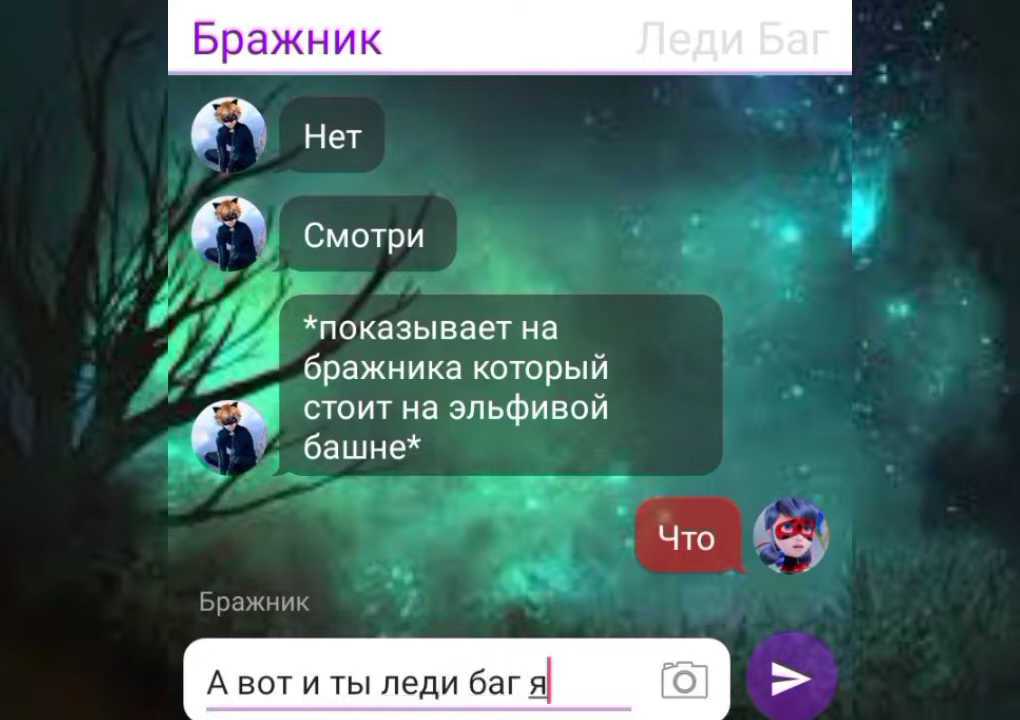 Бражник
Леди Баг
Нет
Смотри
*показывает на
бражника который
стоит на эльфивой
башне*
Что
Бражник
А вот и ты леди баг я